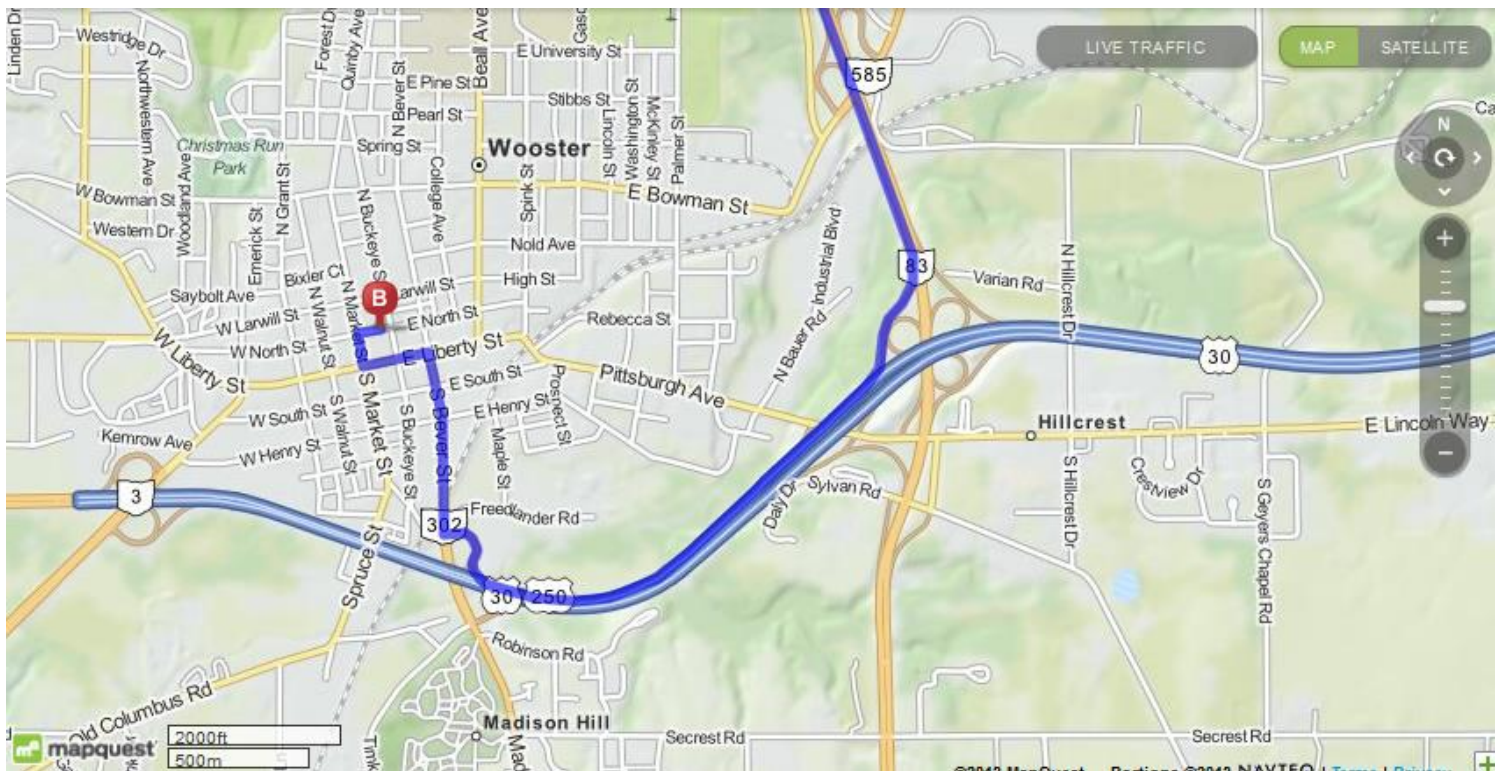 Linden Dr
Westridge Dr
Northwestern Ave
Forest Dr
Quinby Ave
N Bever St
Beall Ave
E University St
E Pine St
Pearl St
Stibbs St
Lincoln St
Washington St
McKinley St
Palmer St
585
LIVE TRAFFIC
MAP
SATELLITE
N
Christmas Run
Park
Spring St
Wooster
College Ave
W Bowman St
Woodland Ave
N Grant St
N Buckeye S
Spink St
E Bowman St
Western Dr
Emerick St
Nold Ave
Industrial Blvd
83
Varian Rd
N Hillcrest Dr
Bixler Ct
High St
Saybolt Ave
N Walnut St
N Market St
B
arwill St
W Larwill St
E North St
Rebecca St
N Bauer Rd
30
W Liberty St
W North St
E Liberty St
E South St
Pittsburgh Ave
Prospect St
W South St
S Walnut St
S Market St
S Buckeye St
S Bever St
E Henry St
Maple St
Hillcrest
E Lincoln Way
Kemrow Ave
W Henry St
Crestview Dr
3
302
Freedlander Rd
Daly Dr
Sylvan Rd
S Hillcrest Dr
S Geyers Chapel Rd
Spruce St
30
250
Robinson Rd
Old Columbus Rd
Madison Hill
Secrest Rd
Secrest Rd
mapquest
2000ft
500m